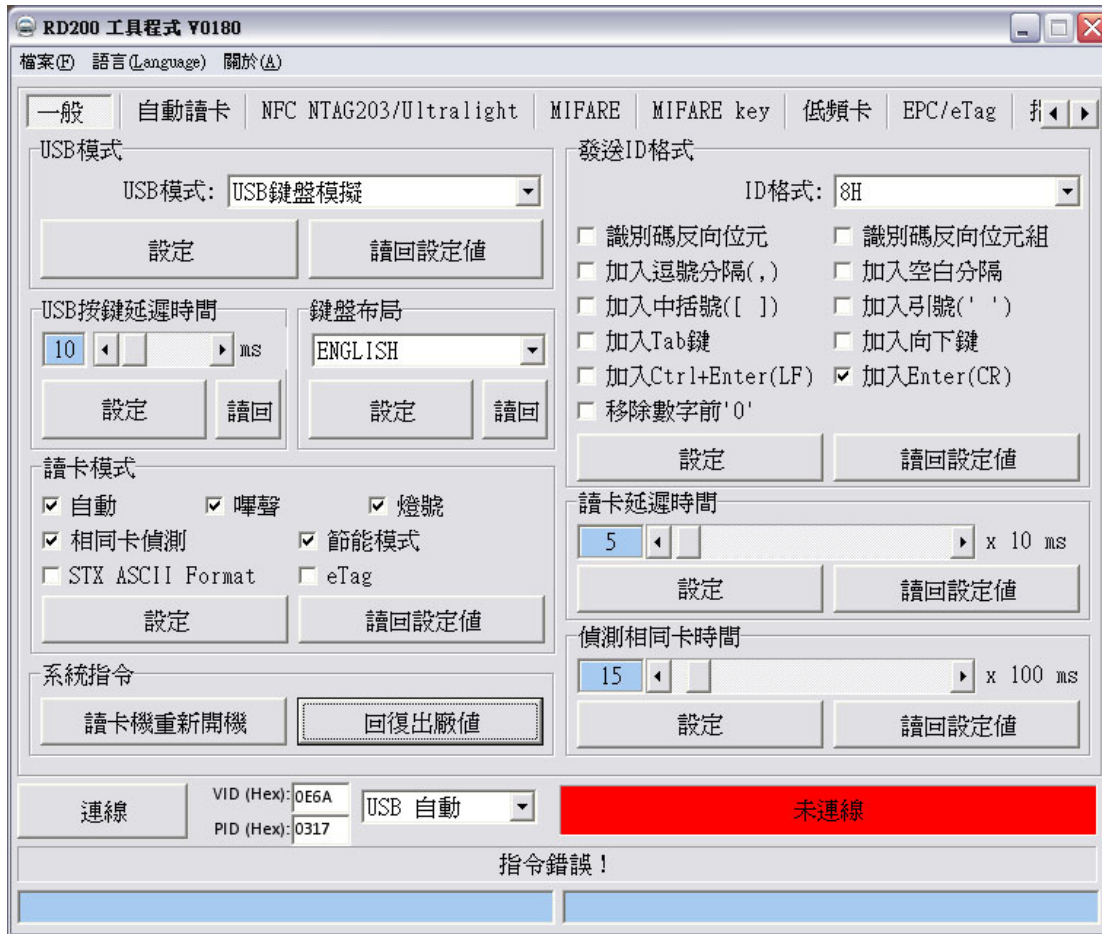 RD200 工具程式 V0180
檔案(F) 語言(Language) 關於(A)
一般 自動讀卡 NFC NTAG203/Ultralight MIFARE MIFARE key 低頻卡 EPC/eTag
USB模式
USB模式: USB鍵盤模擬
設定 讀回設定值
USB按鍵延遲時間
10 ms
設定 讀回
鍵盤布局
ENGLISH
設定 讀回
讀卡模式
自動 嗶聲 燈號
相同卡偵測 節能模式
STX ASCII Format eTag
設定 讀回設定值
系統指令
讀卡機重新開機 回復出廠值
發送ID格式
ID格式: 8H
識別碼反向位元 識別碼反向位元組
加入逗號分隔(,) 加入空白分隔
加入中括號([ ]) 加入引號(' ')
加入Tab鍵 加入向下鍵
加入Ctrl+Enter(LF) 加入Enter(CR)
移除數字前'0'
設定 讀回設定值
讀卡延遲時間
5 x 10 ms
設定 讀回設定值
偵測相同卡時間
15 x 100 ms
設定 讀回設定值
連線 VID (Hex): 0E6A USB 自動 未連線
PID (Hex): 0317
指令錯誤！